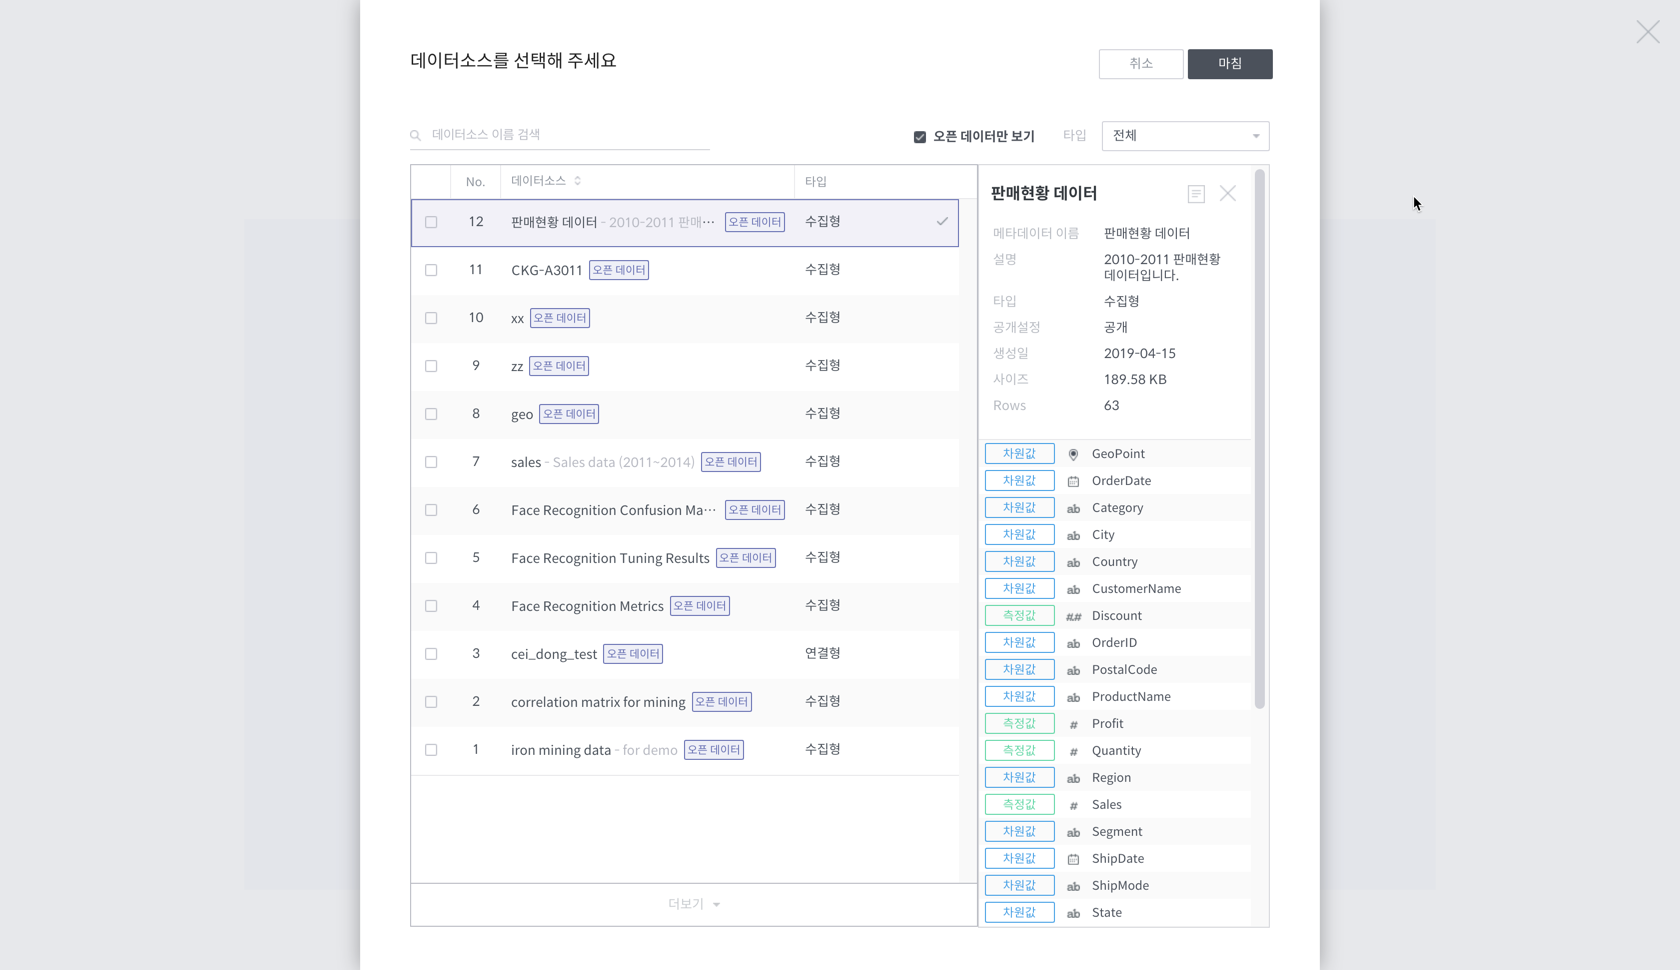 데이터소스를 선택해 주세요
취소
마침
데이터소스 이름 검색
오픈 데이터만 보기
타입
전체
No.
데이터소스
타입
12
판매현황 데이터 - 2010-2011 판매…
오픈 데이터
수집형
11
CKG-A3011
오픈 데이터
수집형
10
xx
오픈 데이터
수집형
9
zz
오픈 데이터
수집형
8
geo
오픈 데이터
수집형
7
sales - Sales data (2011~2014)
오픈 데이터
수집형
6
Face Recognition Confusion Ma…
오픈 데이터
수집형
5
Face Recognition Tuning Results
오픈 데이터
수집형
4
Face Recognition Metrics
오픈 데이터
수집형
3
cei_dong_test
오픈 데이터
연결형
2
correlation matrix for mining
오픈 데이터
수집형
1
iron mining data - for demo
오픈 데이터
수집형
더보기
판매현황 데이터
메타데이터 이름
판매현황 데이터
설명
2010-2011 판매현황
데이터입니다.
타입
수집형
공개설정
공개
생성일
2019-04-15
사이즈
189.58 KB
Rows
63
차원값 GeoPoint
차원값 OrderDate
차원값 ab Category
차원값 ab City
차원값 ab Country
차원값 ab CustomerName
측정값 #.# Discount
차원값 ab OrderID
차원값 ab PostalCode
차원값 ab ProductName
측정값 # Profit
측정값 # Quantity
차원값 ab Region
측정값 # Sales
차원값 ab Segment
차원값 ShipDate
차원값 ab ShipMode
차원값 ab State